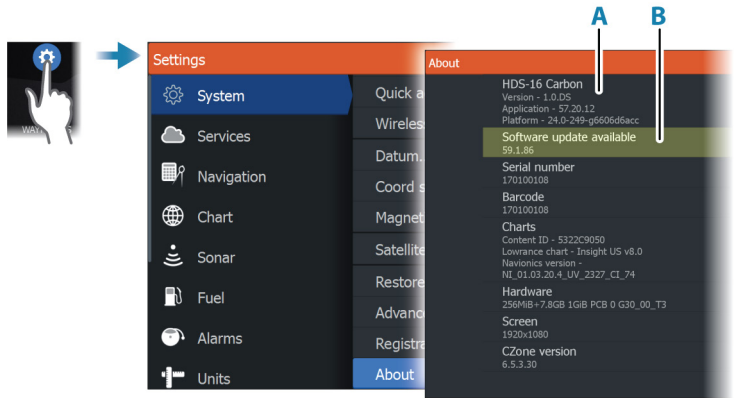 A
B
WAY
Settings
System
Services
Navigation
Chart
Sonar
Fuel
Alarms
Units
Quick a
Wireles
Datum.
Coord s
Magnet
Satellite
Restore
Advanc
Registra
About
About
HDS-16 Carbon
Version - 1.0.DS
Application - 57.20.12
Platform - 24.0-249-g6606d6acc
Software update available
59.1.86
Serial number
170100108
Barcode
170100108
Charts
Content ID - 5322C9050
Lowrance chart - Insight US v8.0
Navionics version -
NI_01.03.20.4_UV_2327_CI_74
Hardware
256MiB+7.8GB 1GiB PCB 0 G30_00_T3
Screen
1920x1080
CZone version
6.5.3.30